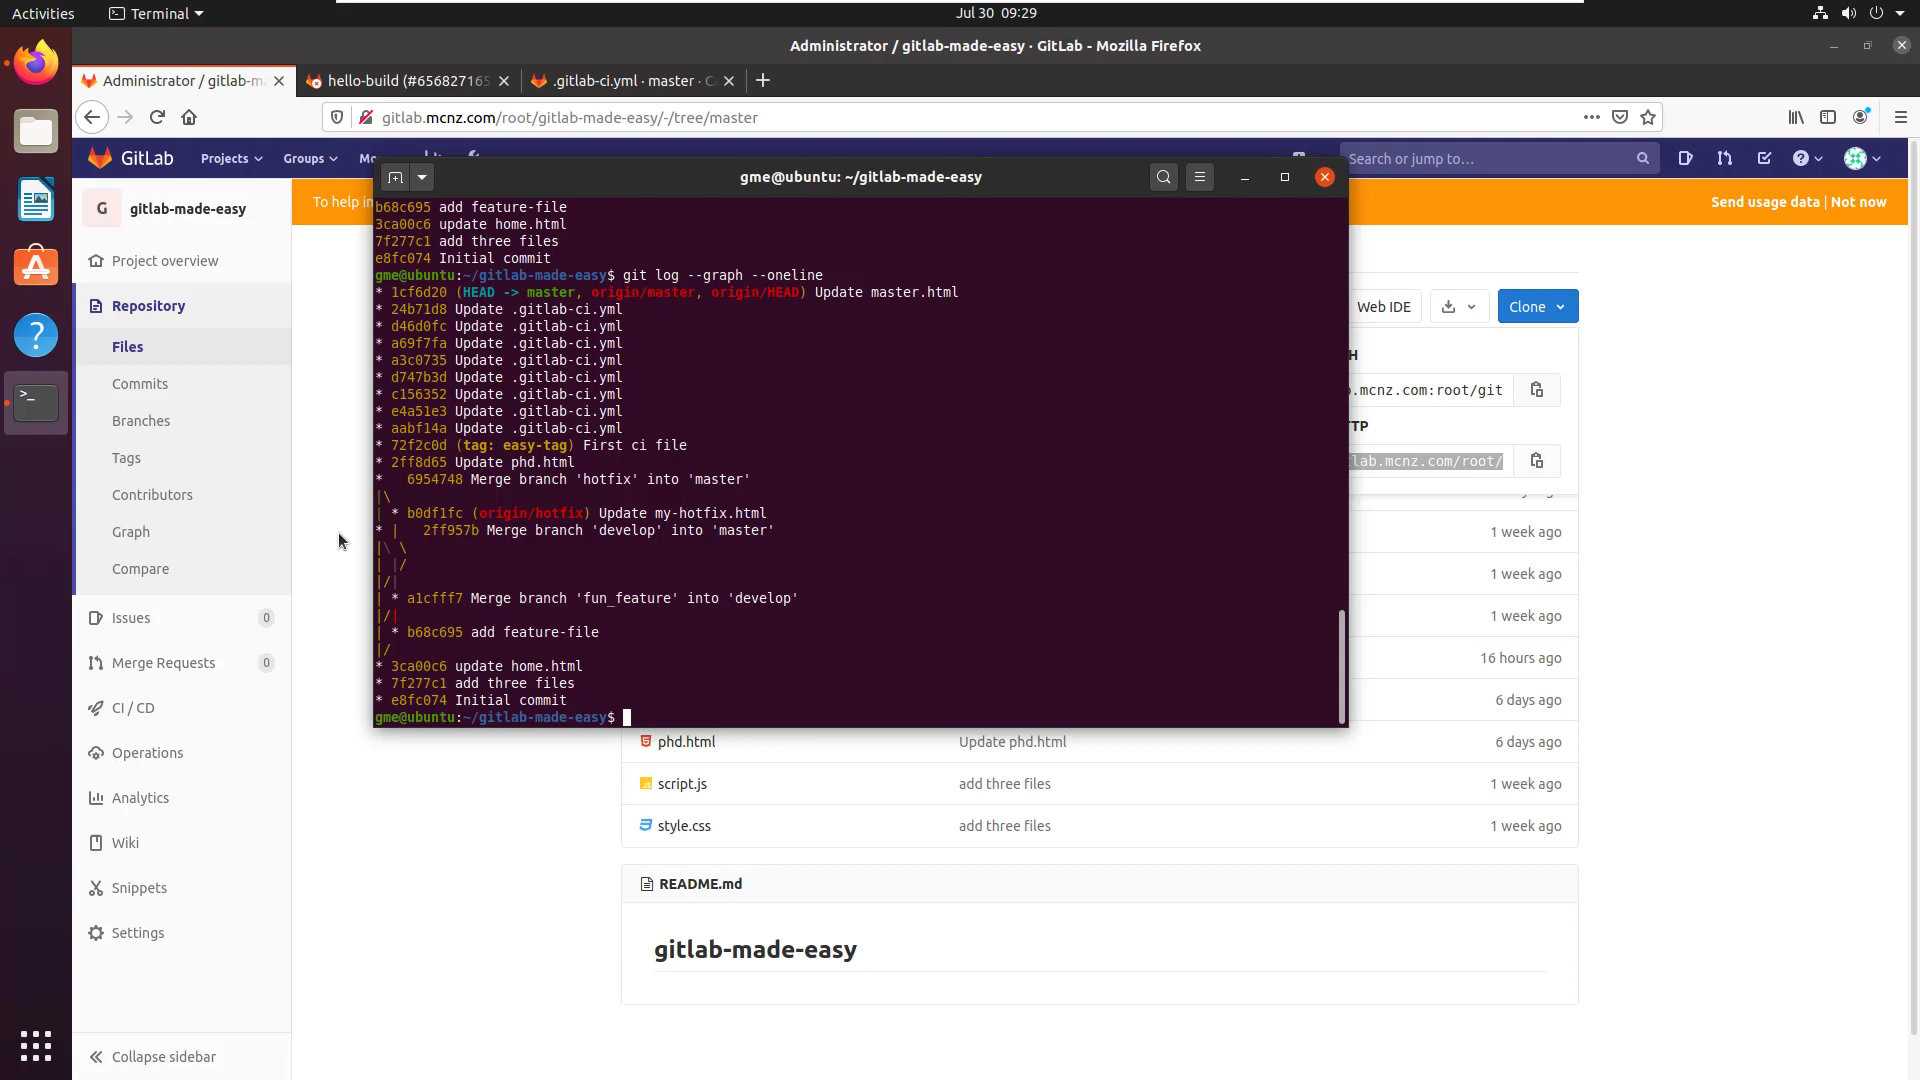 Activities
Terminal
Jul 30 09:29
Administrator / gitlab-made-easy · GitLab - Mozilla Firefox
Administrator / gitlab-m
hello-build (#656827165
.gitlab-ci.yml · master · C
gitlab.mcnz.com/root/gitlab-made-easy/-/tree/master
GitLab
Projects
Groups
Search or jump to…
To help
Send usage data | Not now
G gitlab-made-easy
Project overview
Repository
Files
Commits
Branches
Tags
Contributors
Graph
Compare
Issues 0
Merge Requests 0
CI / CD
Operations
Analytics
Wiki
Snippets
Settings
Collapse sidebar
gme@ubuntu: ~/gitlab-made-easy
b68c695 add feature-file
3ca00c6 update home.html
7f277c1 add three files
e8fc074 Initial commit
gme@ubuntu:~/gitlab-made-easy$ git log --graph --oneline
* 1cf6d20 (HEAD -> master, origin/master, origin/HEAD) Update master.html
* 24b71d8 Update .gitlab-ci.yml
* d46d0fc Update .gitlab-ci.yml
* a69f7fa Update .gitlab-ci.yml
* a3c0735 Update .gitlab-ci.yml
* d747b3d Update .gitlab-ci.yml
* c156352 Update .gitlab-ci.yml
* e4a51e3 Update .gitlab-ci.yml
* aabf14a Update .gitlab-ci.yml
* 72f2c0d (tag: easy-tag) First ci file
* 2ff8d65 Update phd.html
*   6954748 Merge branch 'hotfix' into 'master'
|\
| * b0df1fc (origin/hotfix) Update my-hotfix.html
* |   2ff957b Merge branch 'develop' into 'master'
|\ \
| |/
|/|
| * a1cfff7 Merge branch 'fun_feature' into 'develop'
|/|
| * b68c695 add feature-file
|/
* 3ca00c6 update home.html
* 7f277c1 add three files
* e8fc074 Initial commit
gme@ubuntu:~/gitlab-made-easy$
Web IDE
Clone
.mcnz.com:root/git
lab.mcnz.com/root/
1 week ago
1 week ago
1 week ago
16 hours ago
6 days ago
phd.html Update phd.html 6 days ago
script.js add three files 1 week ago
style.css add three files 1 week ago
README.md
gitlab-made-easy